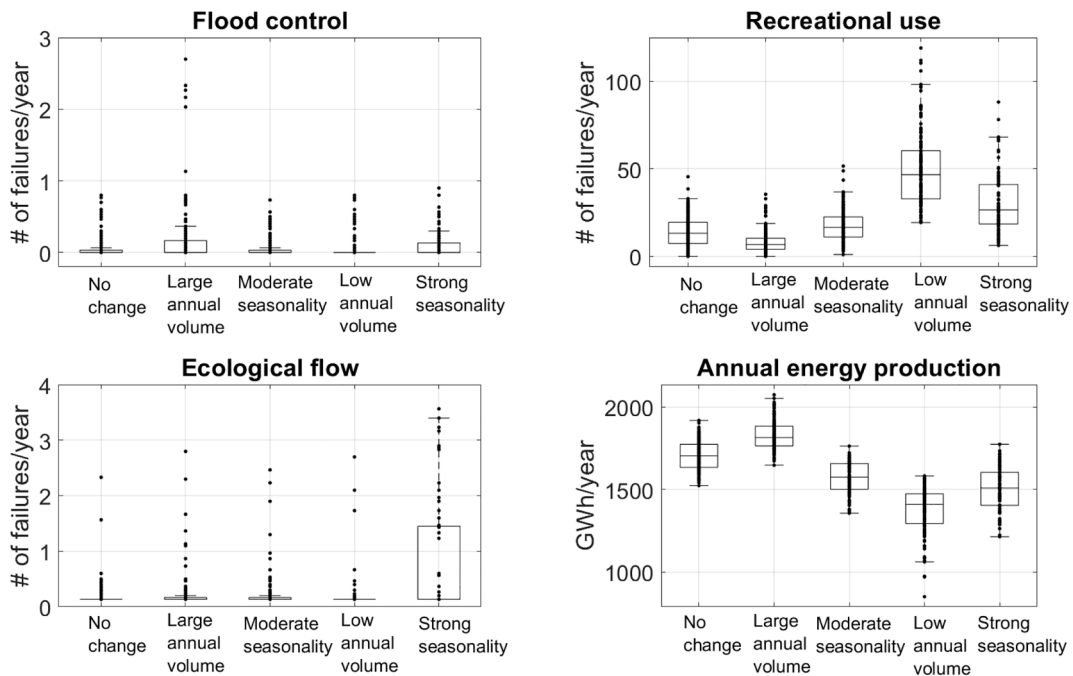 Flood control
# of failures/year
3
2
1
0
No
change
Large
annual
volume
Moderate
seasonality
Low
annual
volume
Strong
seasonality
Recreational use
# of failures/year
100
50
0
No
change
Large
annual
volume
Moderate
seasonality
Low
annual
volume
Strong
seasonality
Ecological flow
# of failures/year
4
3
2
1
0
No
change
Large
annual
volume
Moderate
seasonality
Low
annual
volume
Strong
seasonality
Annual energy production
GWh/year
2000
1500
1000
No
change
Large
annual
volume
Moderate
seasonality
Low
annual
volume
Strong
seasonality